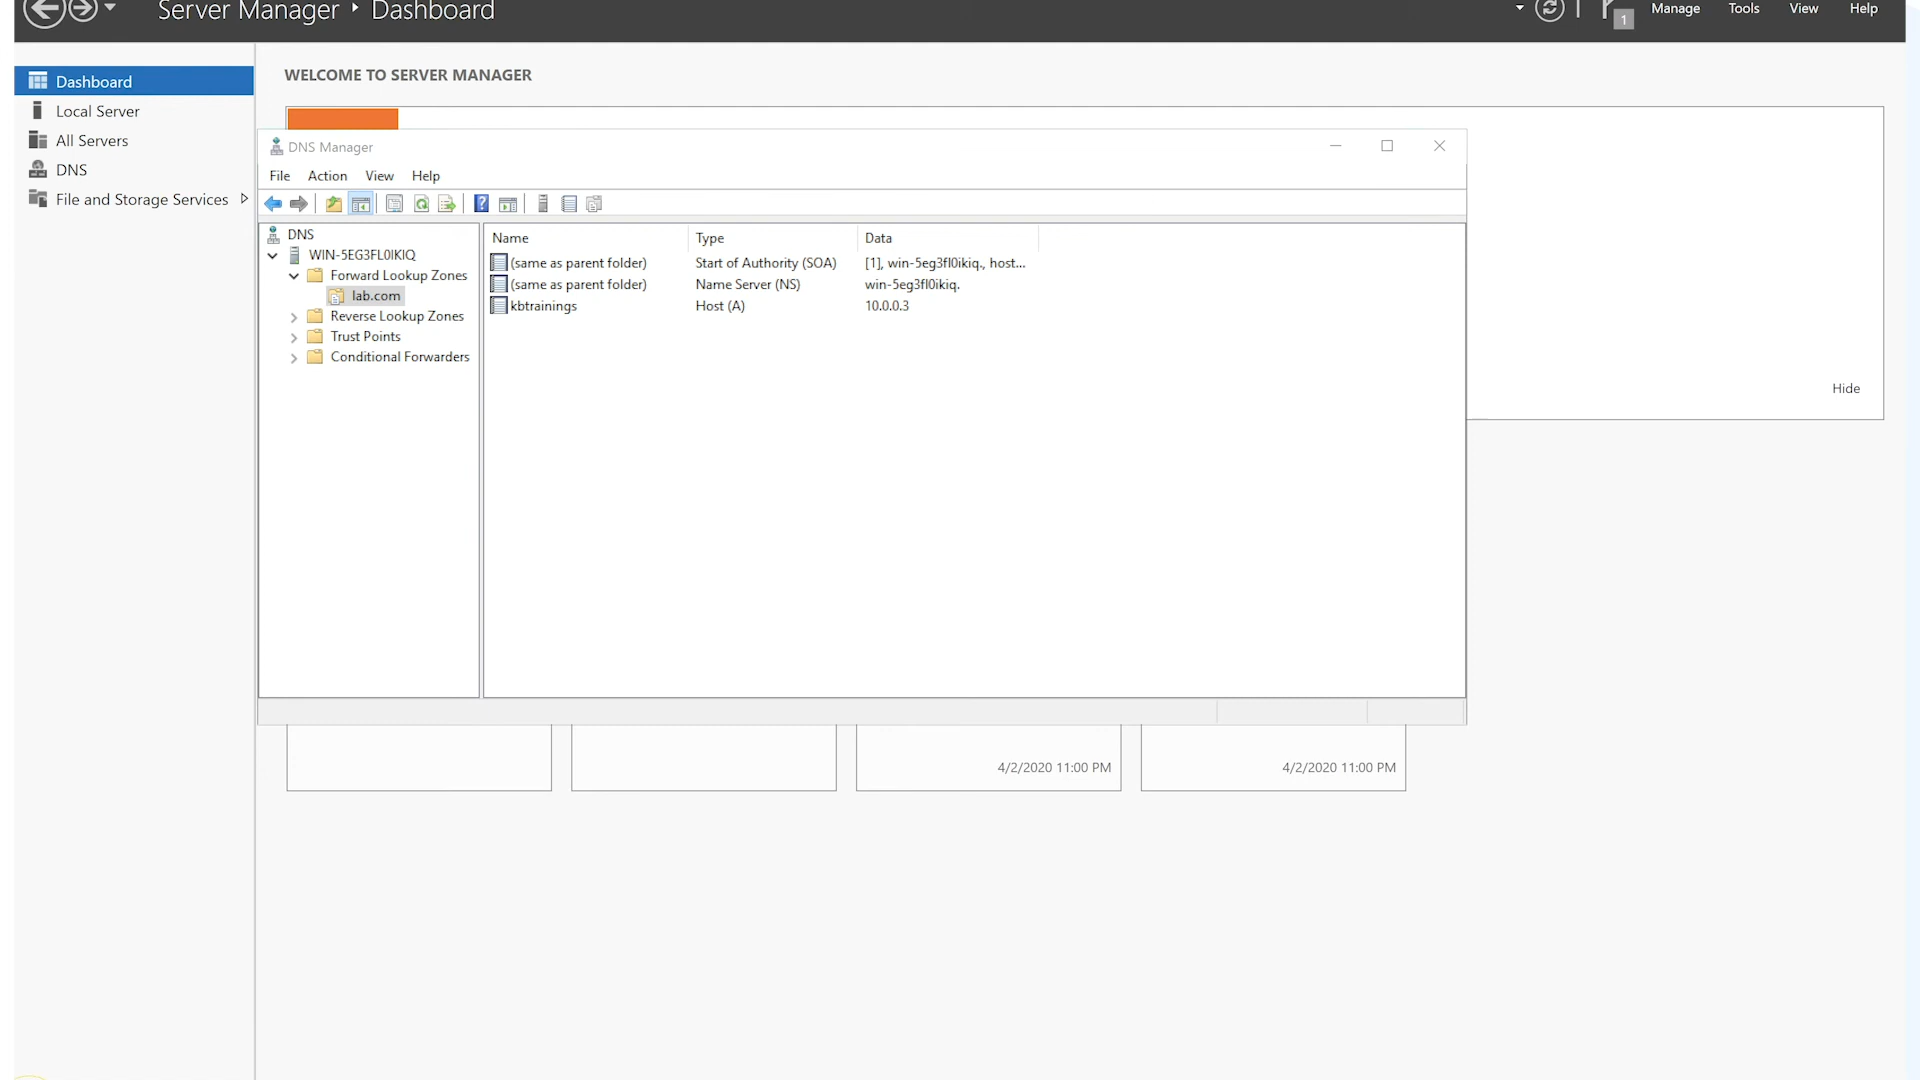 Server Manager ‣ Dashboard
1
Manage Tools View Help
Dashboard
Local Server
All Servers
DNS
File and Storage Services
WELCOME TO SERVER MANAGER
Hide
DNS Manager
File Action View Help
DNS
WIN-5EG3FL0IKIQ
Forward Lookup Zones
lab.com
Reverse Lookup Zones
Trust Points
Conditional Forwarders
Name Type Data
(same as parent folder) Start of Authority (SOA) [1], win-5eg3fl0ikiq., host...
(same as parent folder) Name Server (NS) win-5eg3fl0ikiq.
kbtrainings Host (A) 10.0.0.3
4/2/2020 11:00 PM 4/2/2020 11:00 PM